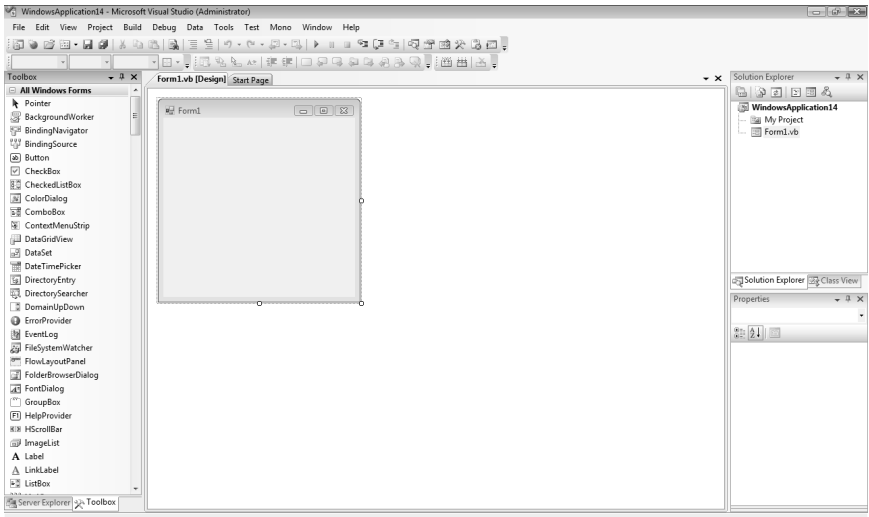 WindowsApplication14 - Microsoft Visual Studio (Administrator)
File Edit View Project Build Debug Data Tools Test Mono Window Help
Toolbox
All Windows Forms
Pointer
BackgroundWorker
BindingNavigator
BindingSource
Button
CheckBox
CheckedListBox
ColorDialog
ComboBox
ContextMenuStrip
DataGridView
DataSet
DateTimePicker
DirectoryEntry
DirectorySearcher
DomainUpDown
ErrorProvider
EventLog
FileSystemWatcher
FlowLayoutPanel
FolderBrowserDialog
FontDialog
GroupBox
HelpProvider
HScrollBar
ImageList
A Label
A LinkLabel
ListBox
Server Explorer Toolbox
Form1.vb [Design] Start Page
Form1
Solution Explorer
WindowsApplication14
My Project
Form1.vb
Solution Explorer Class View
Properties